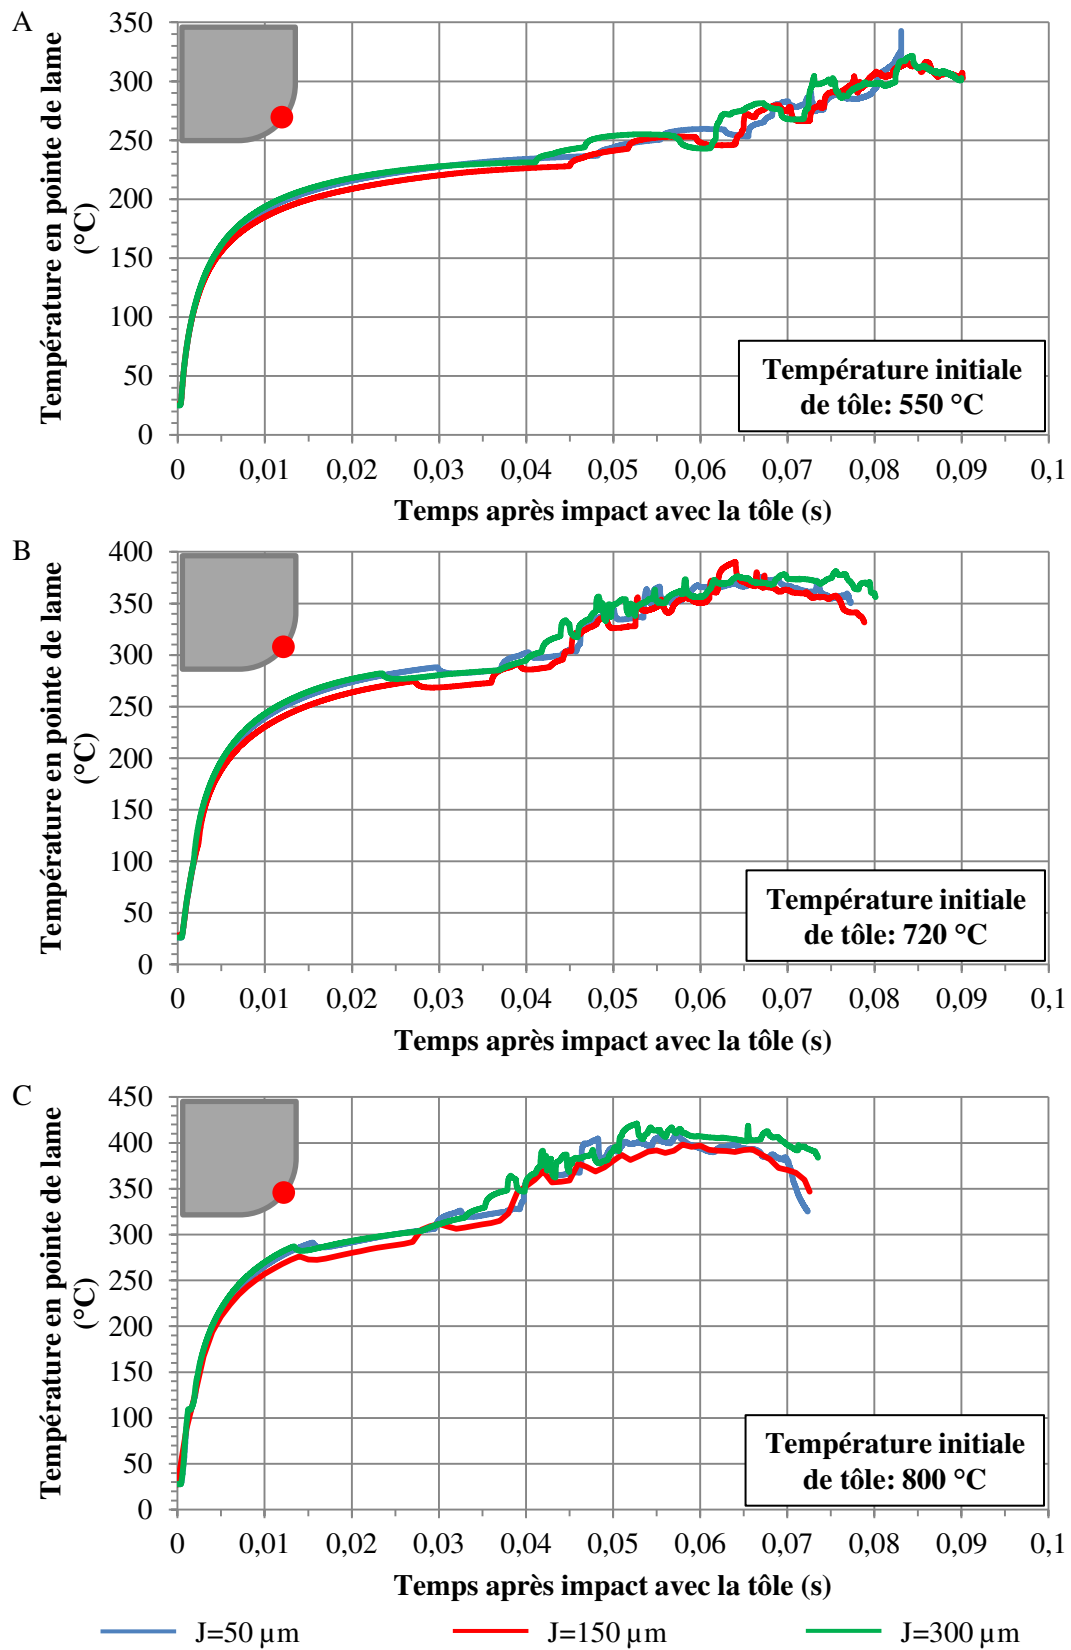 A
Température en pointe de lame
(°C)
350
300
250
200
150
100
50
0
0 0,01 0,02 0,03 0,04 0,05 0,06 0,07 0,08 0,09 0,1
Temps après impact avec la tôle (s)
Température initiale
de tôle: 550 °C
B
Température en pointe de lame
(°C)
400
350
300
250
200
150
100
50
0
0 0,01 0,02 0,03 0,04 0,05 0,06 0,07 0,08 0,09 0,1
Temps après impact avec la tôle (s)
Température initiale
de tôle: 720 °C
C
Température en pointe de lane
(°C)
450
400
350
300
250
200
150
100
50
0
0 0,01 0,02 0,03 0,04 0,05 0,06 0,07 0,08 0,09 0,1
Temps après impact avec la tôle (s)
Température initiale
de tôle: 800 °C
J=50 µm J=150 µm J=300 µm